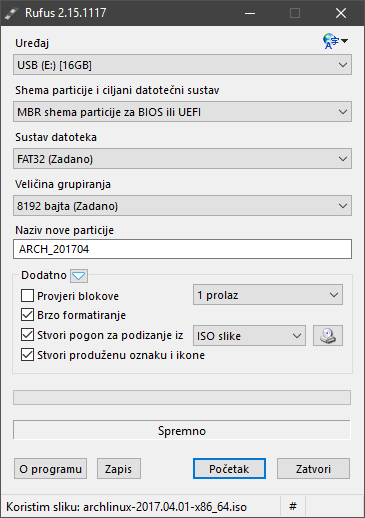 Rufus 2.15.1117
Uređaj
USB (E:) [16GB]
Shema particije i ciljani datotečni sustav
MBR shema particije za BIOS ili UEFI
Sustav datoteka
FAT32 (Zadano)
Veličina grupiranja
8192 bajta (Zadano)
Naziv nove particije
ARCH_201704
Dodatno
Provjeri blokove 1 prolaz
Brzo formatiranje
Stvori pogon za podizanje iz ISO slike
Stvori produženu oznaku i ikone
Spremno
O programu Zapis Početak Zatvori
Koristim sliku: archlinux-2017.04.01-x86_64.iso #